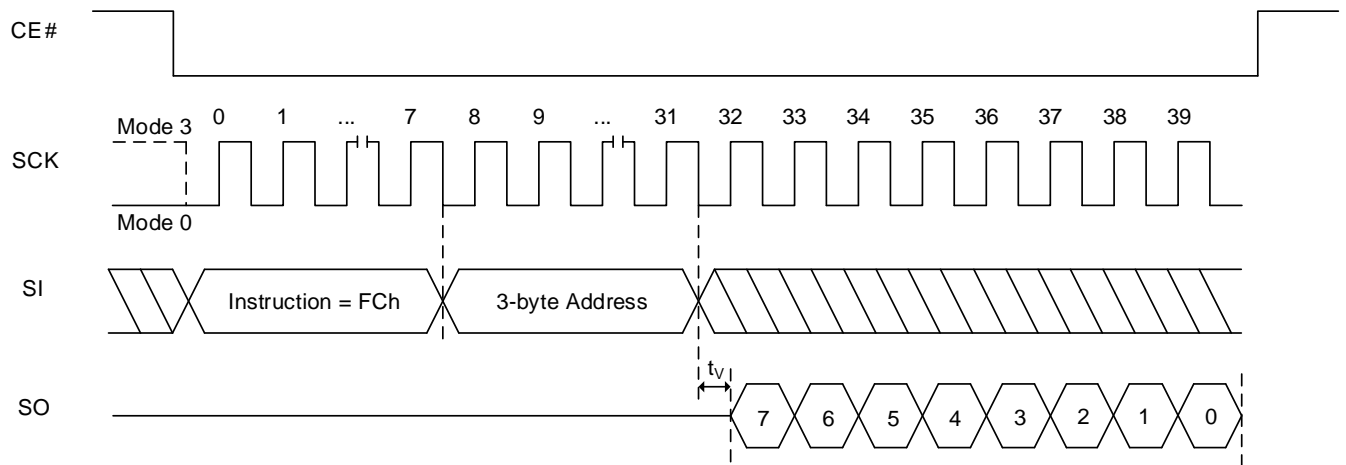 CE#
Mode 3 0 1 ... 7 8 9 ... 31 32 33 34 35 36 37 38 39
SCK
Mode 0
SI Instruction = FCh 3-byte Address
tV
SO 7 6 5 4 3 2 1 0